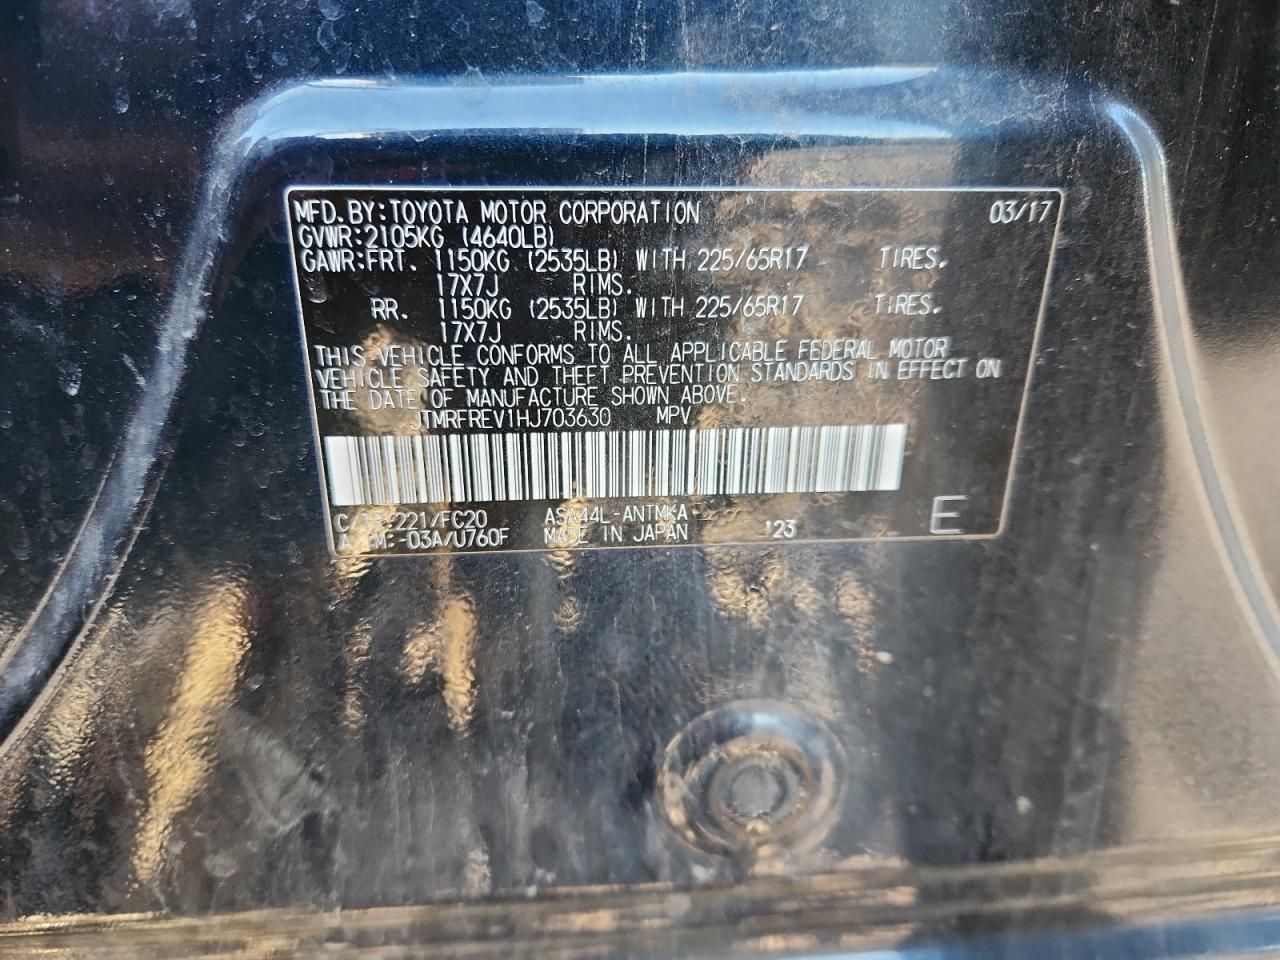 MFD.BY:TOYOTA MOTOR CORPORATION 03/17
GVWR:2105KG (4640LB)
GAWR:FRT. 1150KG (2535LB) WITH 225/65R17 TIRES.
17X7J RIMS.
RR. 1150KG (2535LB) WITH 225/65R17 TIRES.
17X7J RIMS.
THIS VEHICLE CONFORMS TO ALL APPLICABLE FEDERAL MOTOR
VEHICLE SAFETY AND THEFT PREVENTION STANDARDS IN EFFECT ON
THE DATE OF MANUFACTURE SHOWN ABOVE.
JTMRFREV1HJ703630 MPV
C/TR:221/FC20 ASA44L-ANTMKA
A/TM:-03A/U760F MADE IN JAPAN 123 E